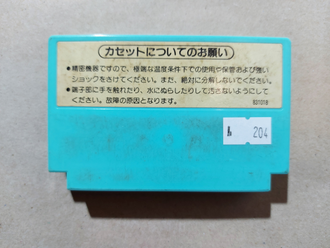 カセットについてのお願い
●精密機器ですので、極端な温度条件下での使用や保管および強い
ショックをさけてください。また、絶対に分解しないでください。
●端子部に手を触れたり、水にぬらしたりして汚さないようにして
ください。故障の原因となります。
204